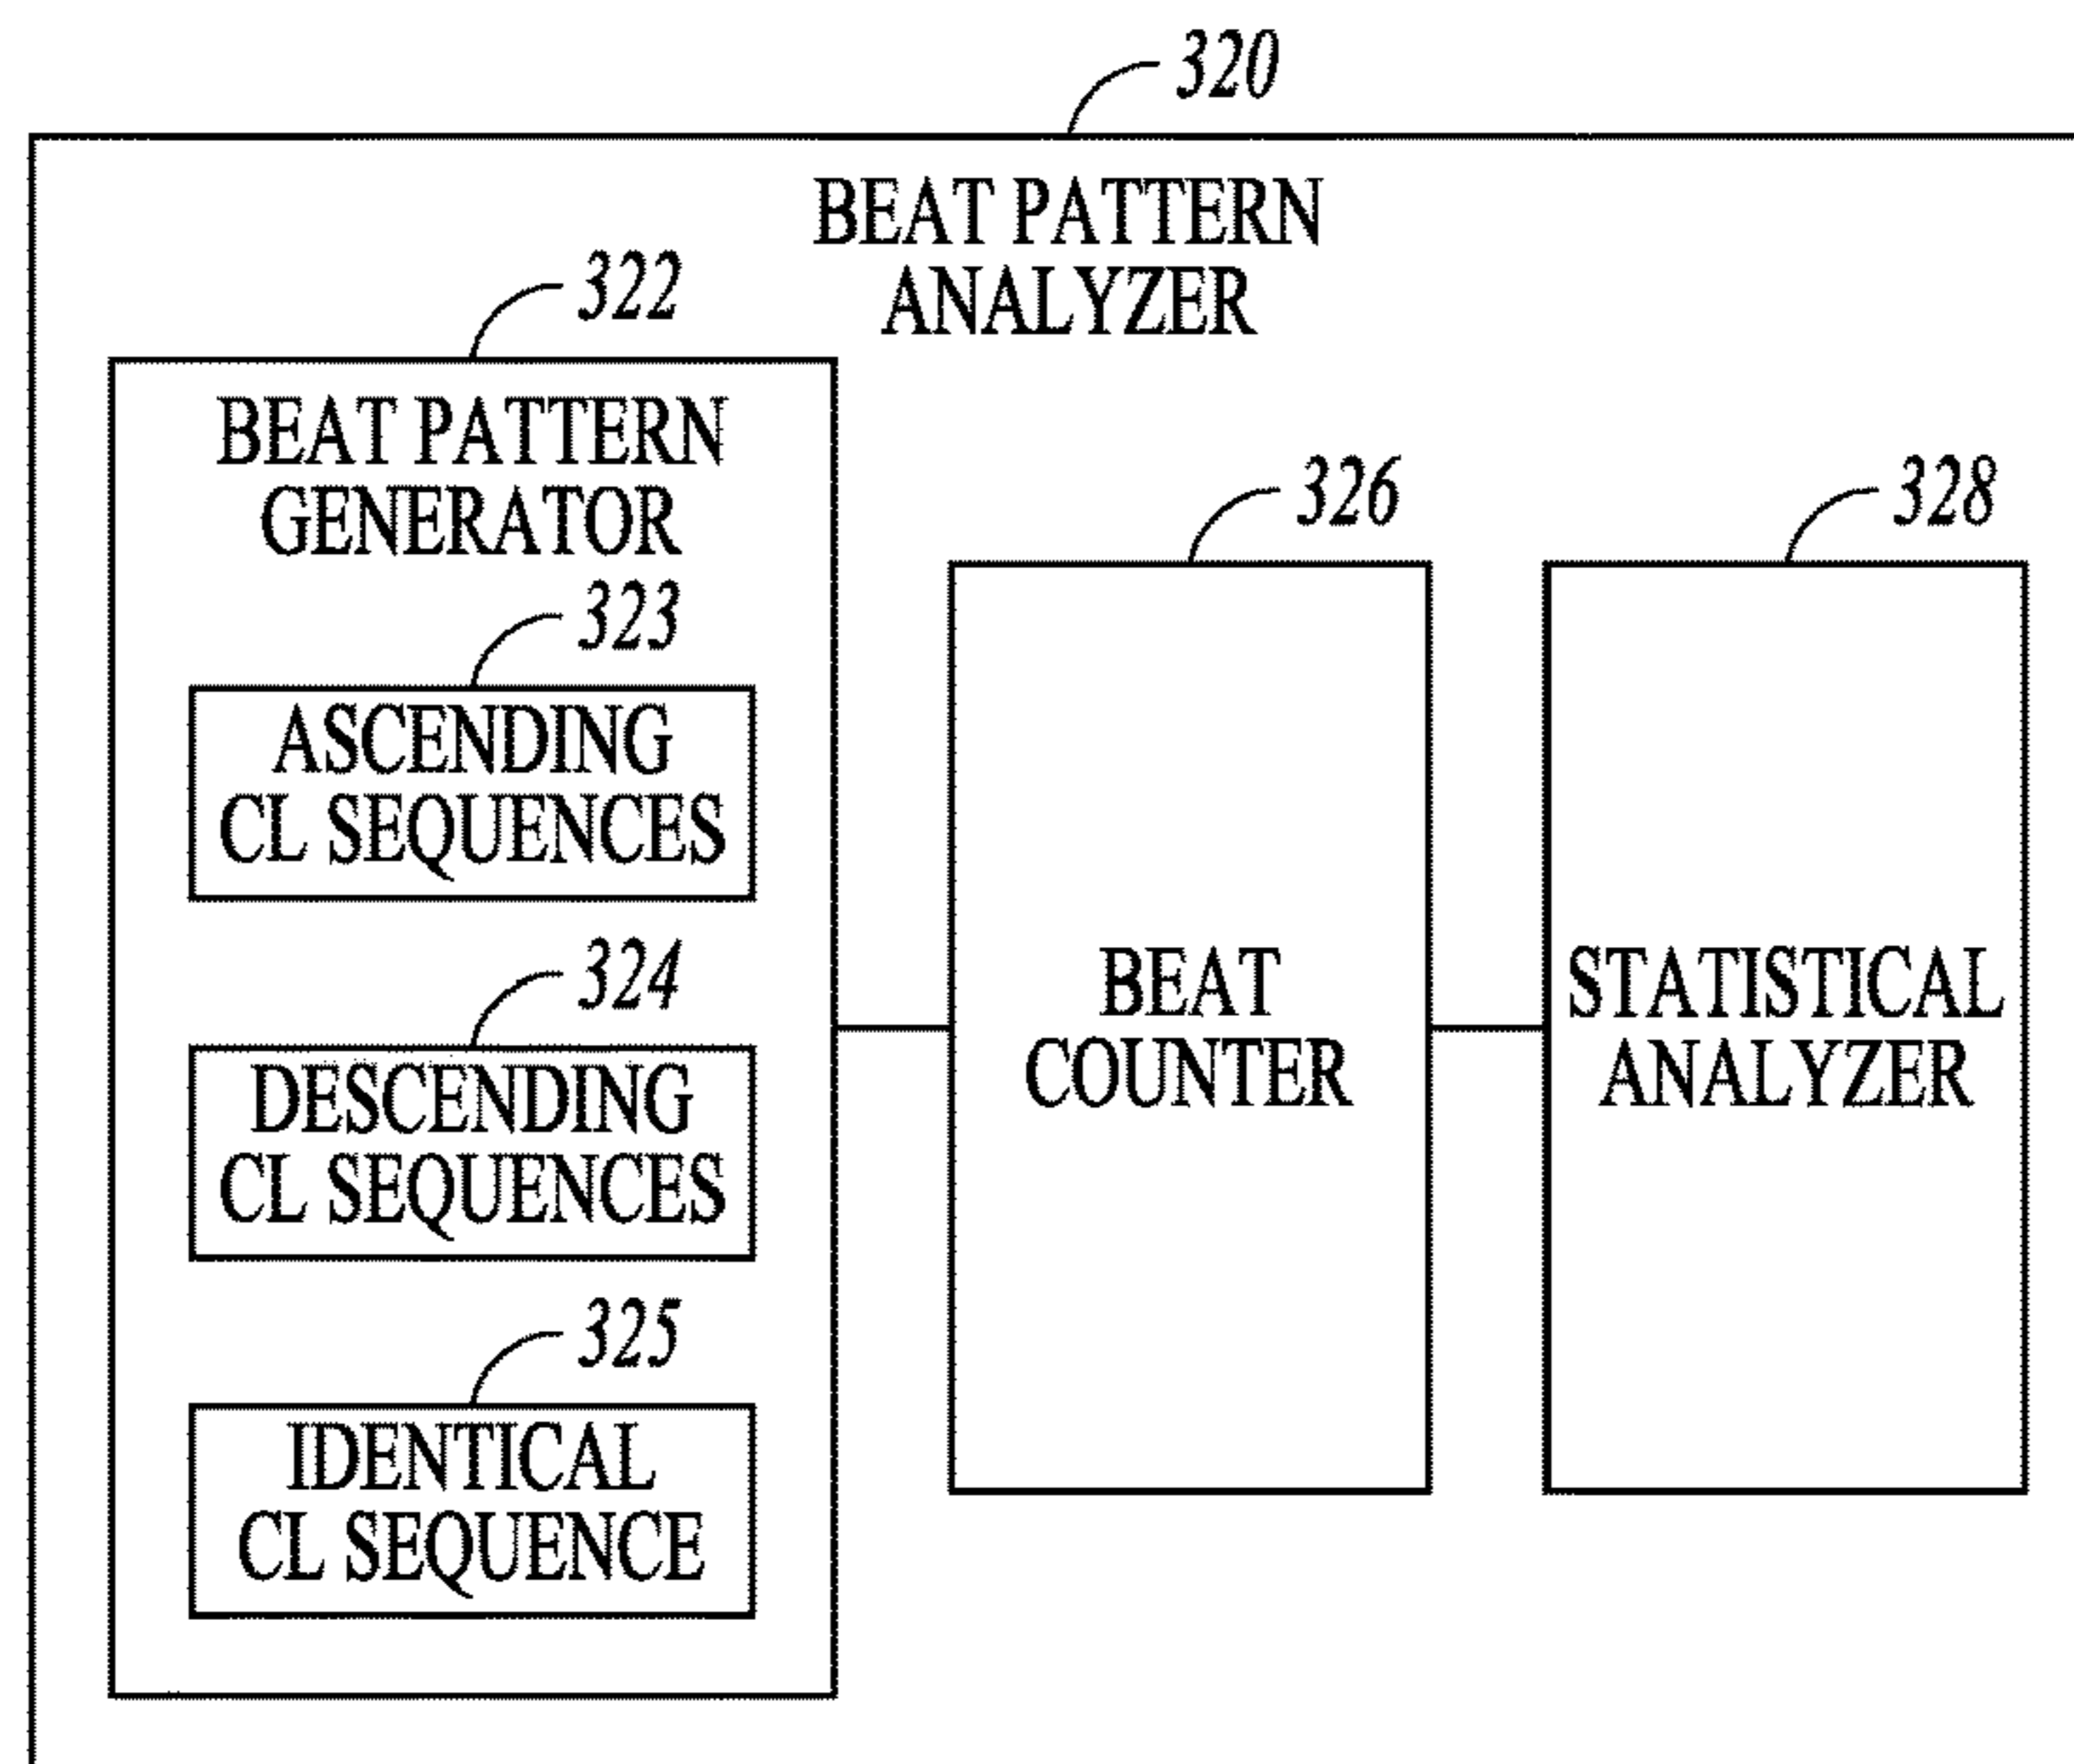 320
BEAT PATTERN
ANALYZER
322
BEAT PATTERN
GENERATOR
323
ASCENDING
CL SEQUENCES
324
DESCENDING
CL SEQUENCES
325
IDENTICAL
CL SEQUENCE
326
BEAT
COUNTER
328
STATISTICAL
ANALYZER